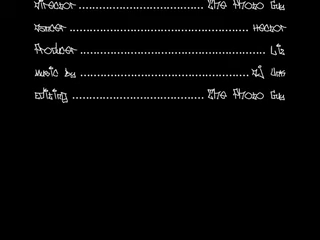 Director .................................... The Photo Guy
Dancer .................................................. Hector
Producer ..................................................... Liz
Music by ................................................. DJ
Editing ...................................... The Photo Guy